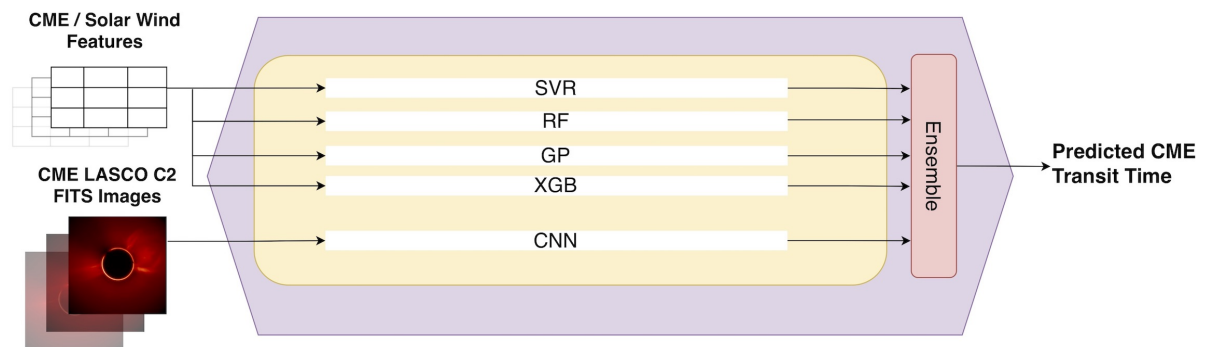 CME / Solar Wind
Features
SVR
RF
GP
XGB
CNN
Ensemble
Predicted CME
Transit Time
CME LASCO C2
FITS Images